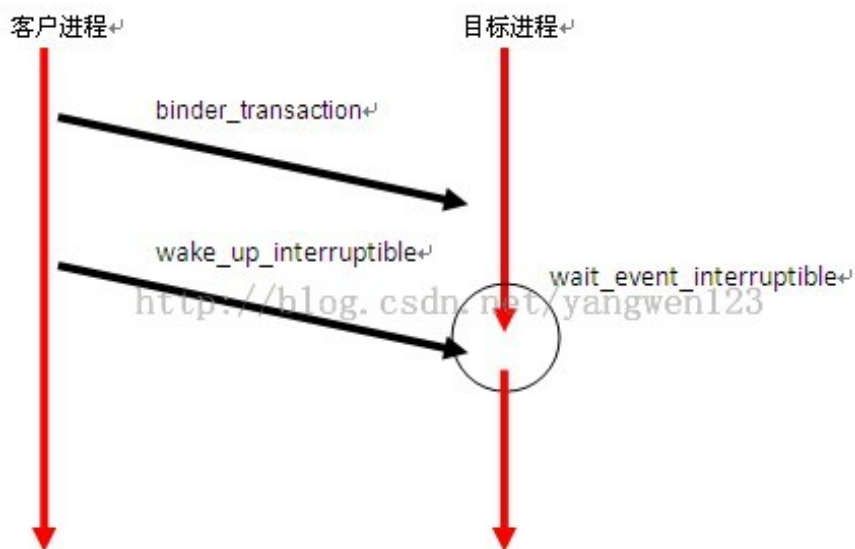 客户进程
目标进程
binder_transaction
wake_up_interruptible
wait_event_interruptible
http://blog.csdn.net/yangwen123